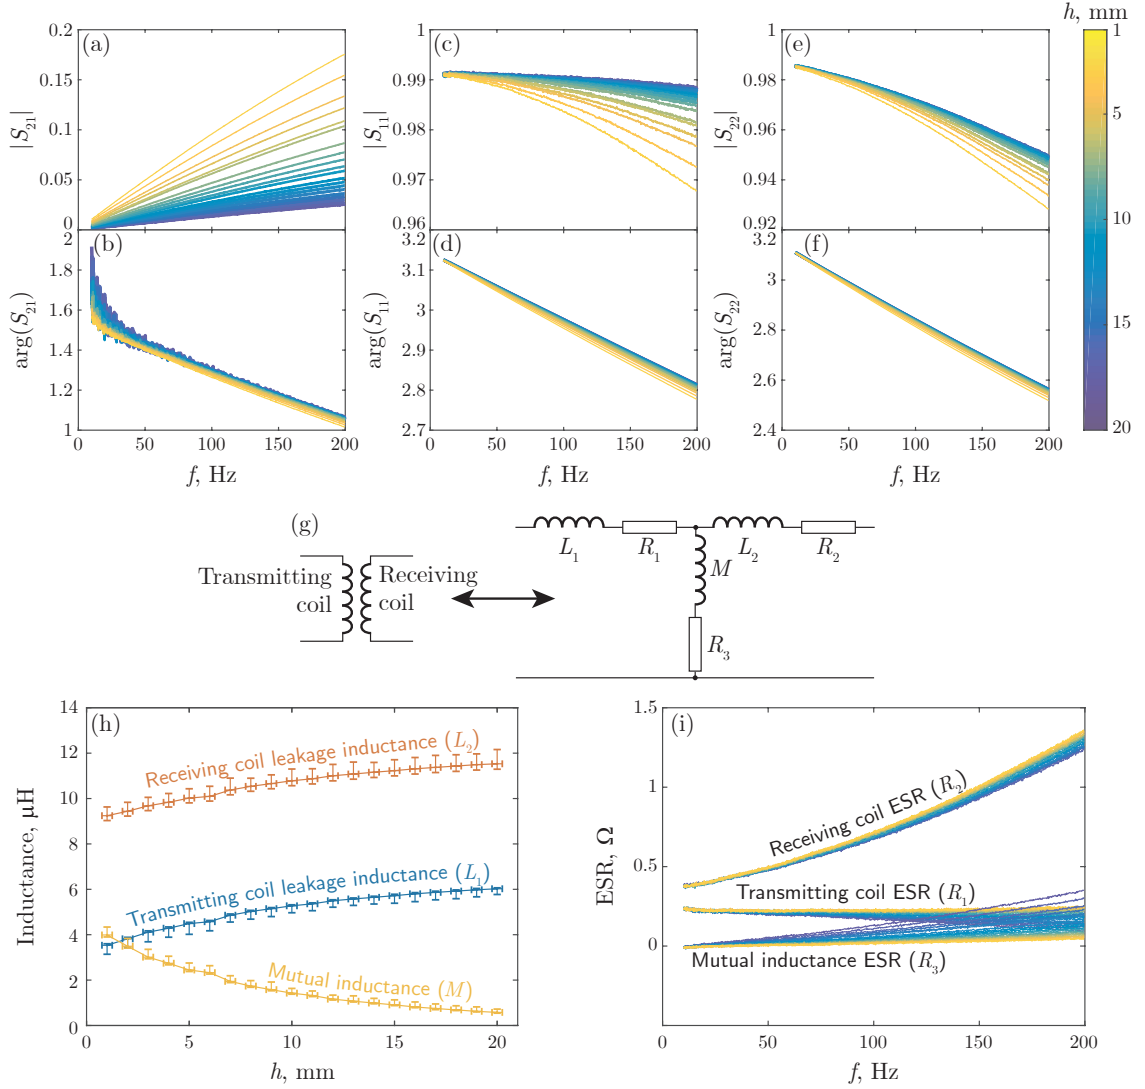 h, mm
(a)
0.2
0.15
0.1
0.05
0
|S21|
(c)
1
0.99
0.98
0.97
0.96
|S11|
(e)
1
0.98
0.96
0.94
0.92
|S22|
1
5
10
15
20
(b)
2
1.8
1.6
1.4
1.2
1
arg(S21)
0 50 100 150 200
f, Hz
(d)
3.2
3.1
3
2.9
2.8
2.7
arg(S11)
0 50 100 150 200
f, Hz
(f)
3.2
3
2.8
2.6
2.4
arg(S22)
0 50 100 150 200
f, Hz
(g)
Transmitting
coil
Receiving
coil
L1
R1
L2
R2
M
R3
(h)
14
12
10
8
6
4
2
0
Inductance, μH
Receiving coil leakage inductance (L2)
Transmitting coil leakage inductance (L1)
Mutual inductance (M)
0 5 10 15 20
h, mm
(i)
1.5
1
0.5
0
ESR, Ω
Receiving coil ESR (R2)
Transmitting coil ESR (R1)
Mutual inductance ESR (R3)
0 50 100 150 200
f, Hz